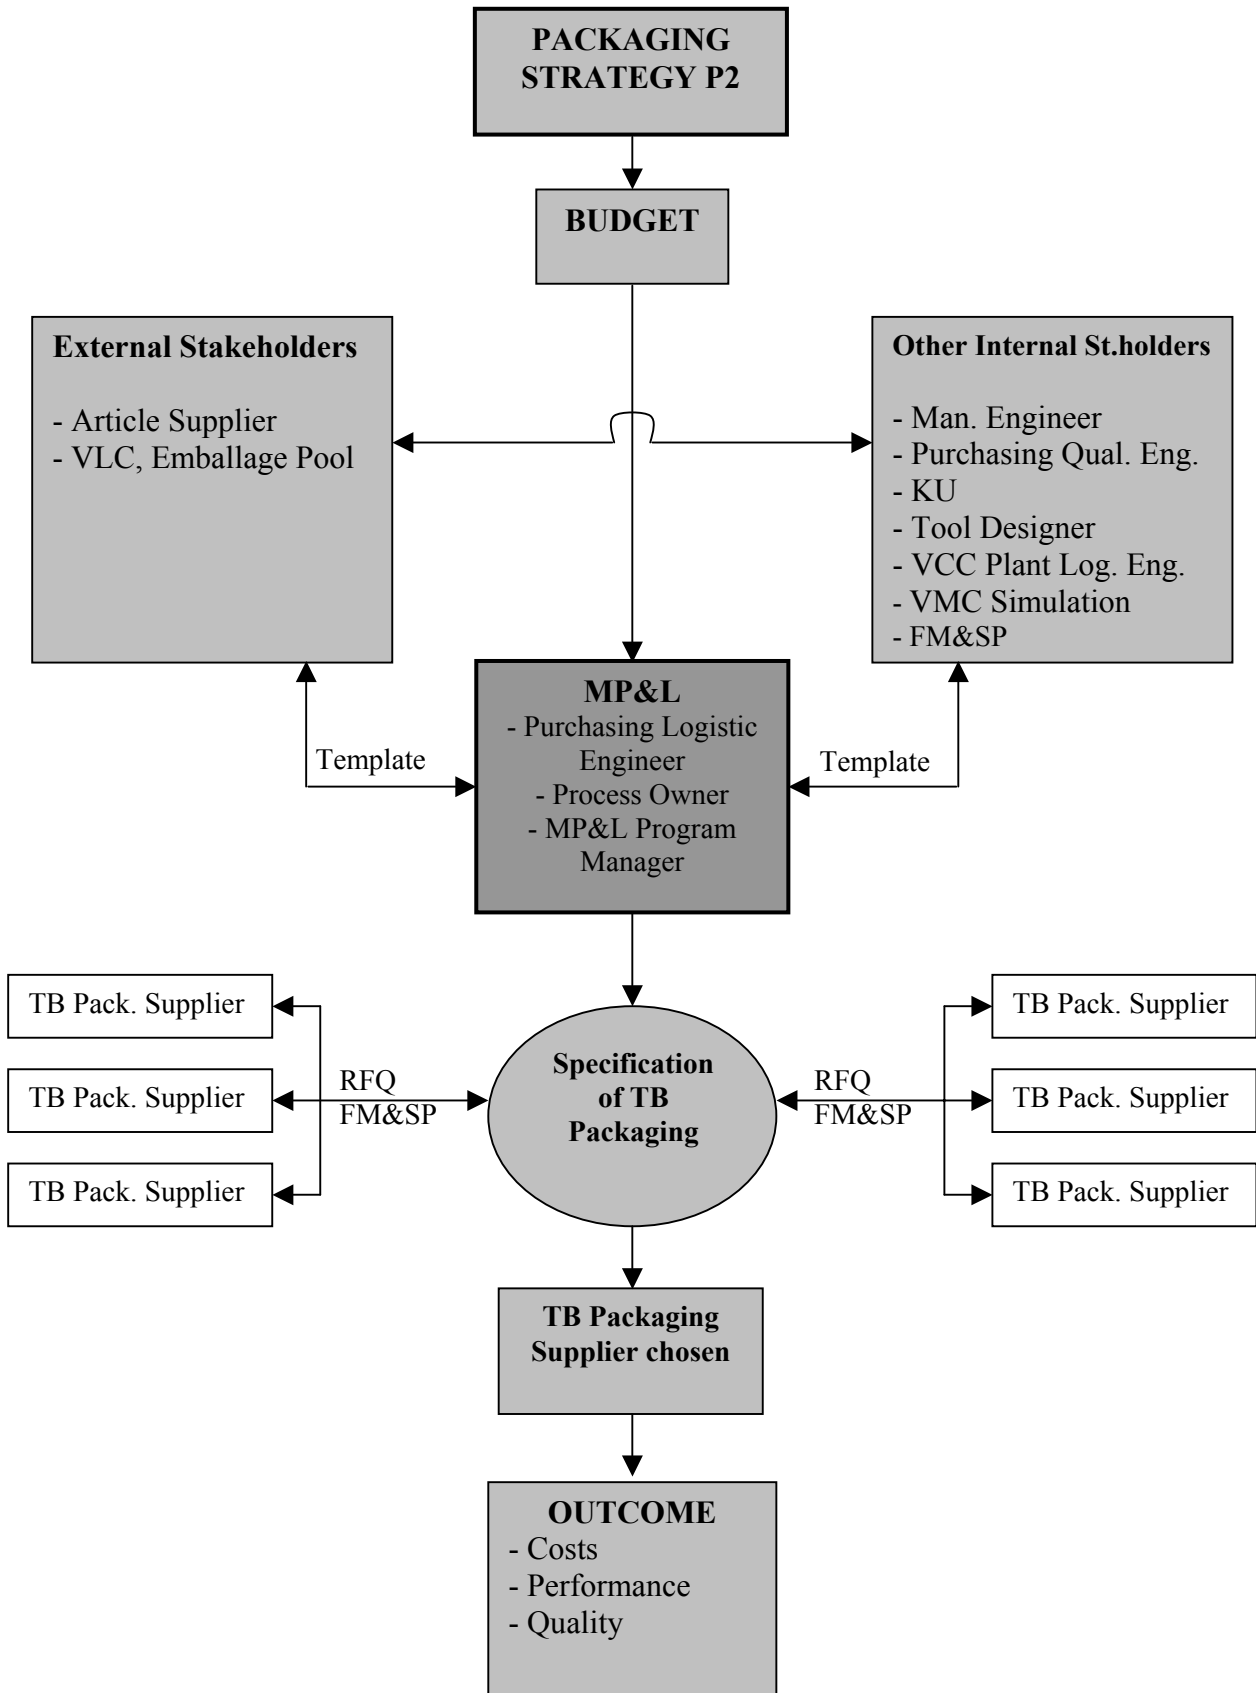 PACKAGING
STRATEGY P2
BUDGET
External Stakeholders
- Article Supplier
- VLC, Emballage Pool
Other Internal St.holders
- Man. Engineer
- Purchasing Qual. Eng.
- KU
- Tool Designer
- VCC Plant Log. Eng.
- VMC Simulation
- FM&SP
Template
MP&L
- Purchasing Logistic
Engineer
- Process Owner
- MP&L Program
Manager
Template
TB Pack. Supplier
TB Pack. Supplier
TB Pack. Supplier
RFQ
FM&SP
Specification
of TB
Packaging
RFQ
FM&SP
TB Pack. Supplier
TB Pack. Supplier
TB Pack. Supplier
TB Packaging
Supplier chosen
OUTCOME
- Costs
- Performance
- Quality